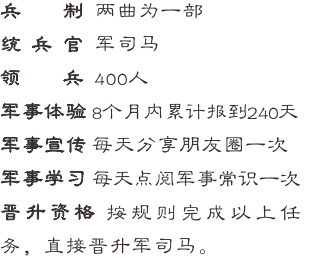 兵制 两曲为一部
统兵官 军司马
领兵 400人
军事体验 8个月内累计报到240天
军事宣传 每天分享朋友圈一次
军事学习 每天点阅军事常识一次
晋升资格 按规则完成以上任
务，直接晋升军司马。